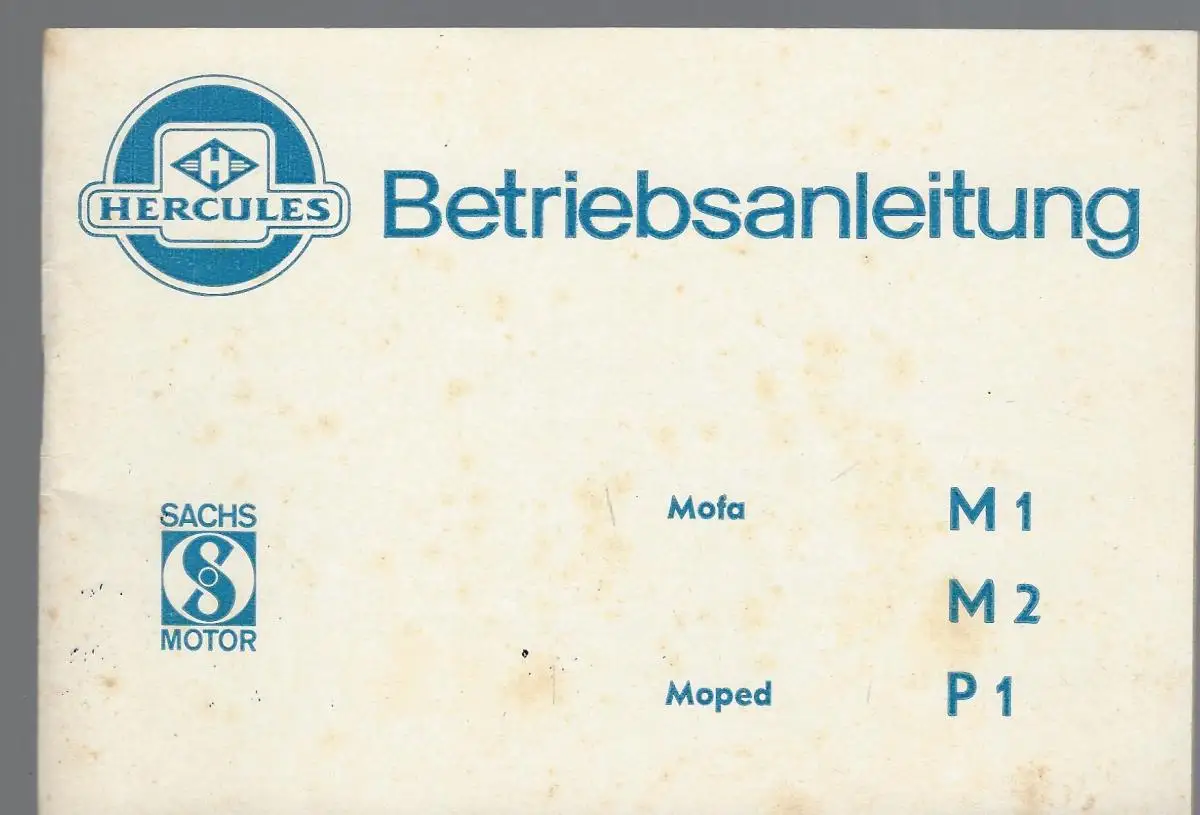 H
HERCULES
Betriebsanleitung
SACHS
S
MOTOR
Mofa M 1
M 2
Moped P 1